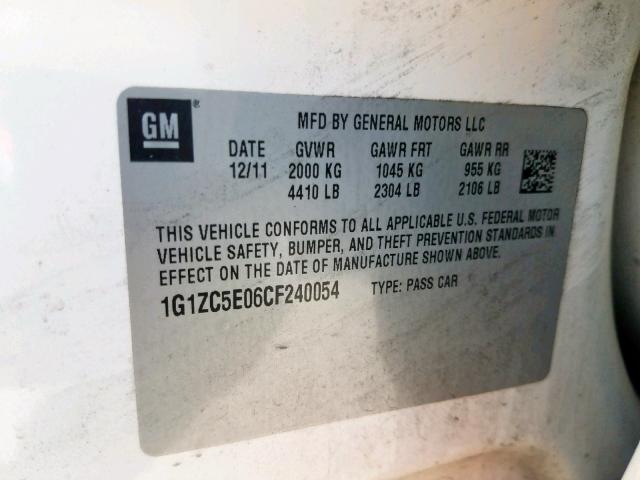 GM ®
MFD BY GENERAL MOTORS LLC
DATE GVWR GAWR FRT GAWR RR
12/11 2000 KG 1045 KG 955 KG
4410 LB 2304 LB 2106 LB
THIS VEHICLE CONFORMS TO ALL APPLICABLE U.S. FEDERAL MOTOR
VEHICLE SAFETY, BUMPER, AND THEFT PREVENTION STANDARDS IN
EFFECT ON THE DATE OF MANUFACTURE SHOWN ABOVE.
1G1ZC5E06CF240054 TYPE: PASS CAR